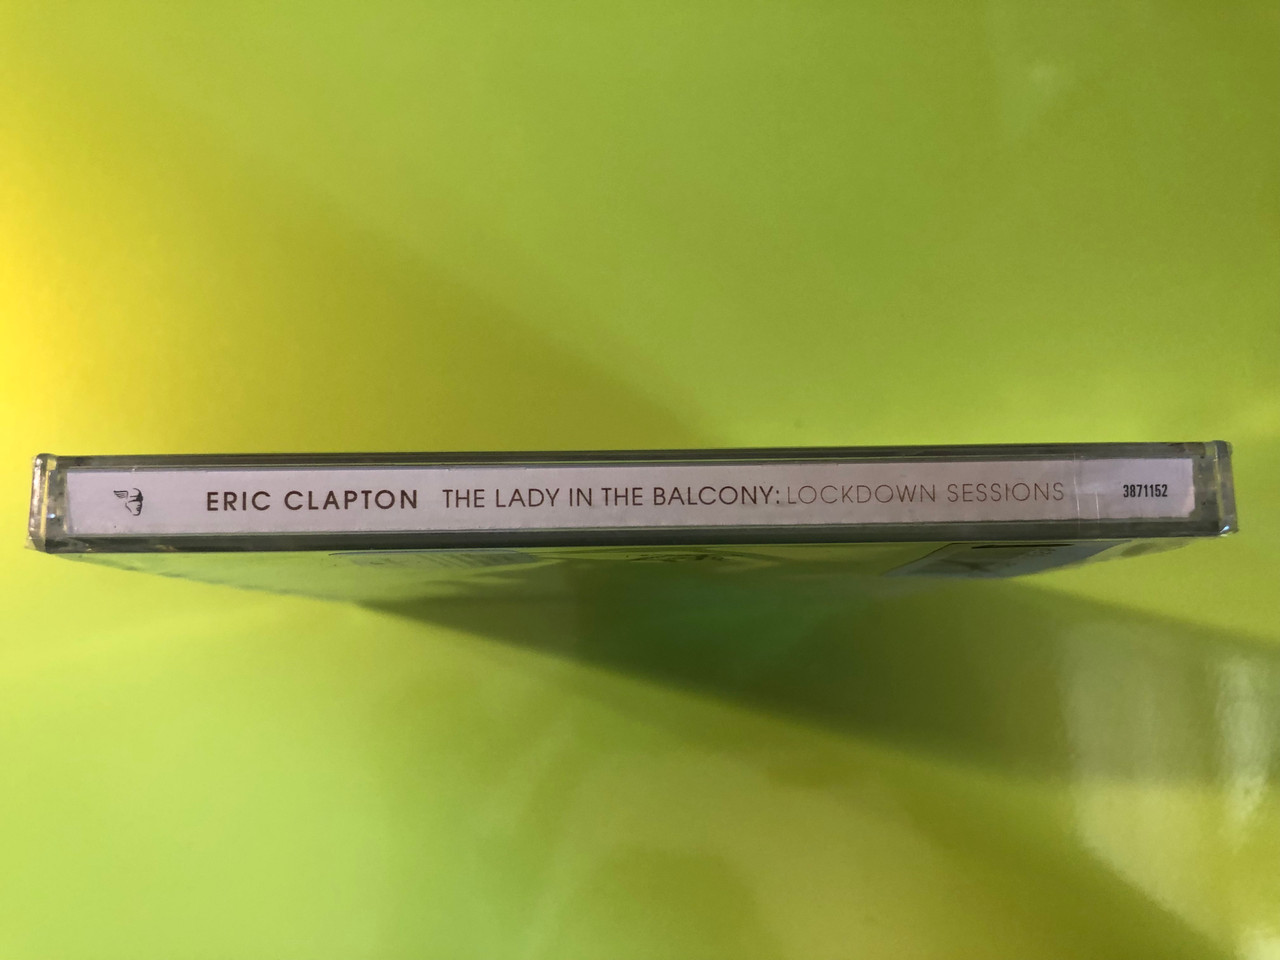 ERIC CLAPTON THE LADY IN THE BALCONY: LOCKDOWN SESSIONS 3871152